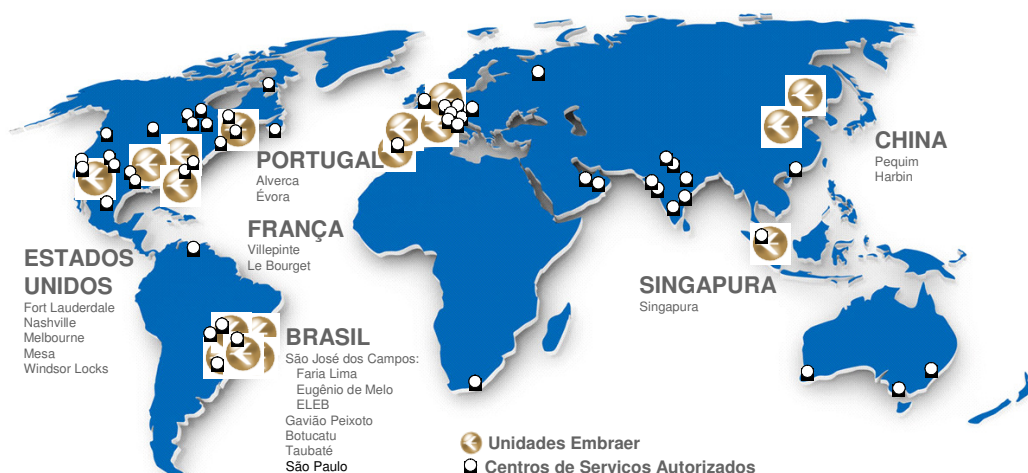 CHINA
Pequim
Harbin
PORTUGAL
Alverca
Évora
FRANÇA
Villepinte
Le Bourget
ESTADOS
UNIDOS
Fort Lauderdale
Nashville
Melbourne
Mesa
Windsor Locks
SINGAPURA
Singapura
BRASIL
São José dos Campos:
Faria Lima
Eugênio de Melo
ELEB
Gavião Peixoto
Botucatu
Taubaté
São Paulo
Unidades Embraer
Centros de Serviços Autorizados